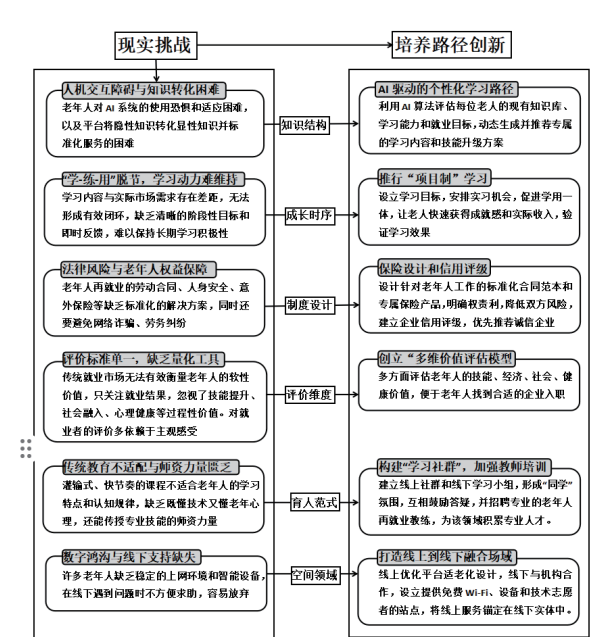 现实挑战
培养路径创新
人机交互障碍与知识转化困难
老年人对 AI 系统的使用恐惧和适应困难，
以及平台将隐性知识转化显性知识并标
准化服务的困难
知识结构
AI 驱动的个性化学习路径
利用 AI 算法评估每位老人的现有知识库、
学习能力和就业目标，动态生成并推荐专属
的学习内容和技能升级方案
“学-练-用”脱节，学习动力难维持
学习内容与实际市场需求有在差距，无法
形成有效闭环，缺乏清晰的阶段性目标和
即时反馈，难以保持长期学习积极性
成长时序
推行“项目制”学习
设立学习目标，安排实习机会，促进学用一
体，让老人快速获得成就感和实际收入，验
证学习效果
法律风险与老年人权益保障
老年人再就业的劳动合同、人身安全、意
外保险等缺乏标准化的解决方案，同时还
要避免网络诈骗、劳务纠纷
制度设计
保险设计和信用评级
设计针对老年人工作的标准化合同范本和
专属保险产品，明确权责利，降低双方风险，
建立企业信用评级，优先推荐诚信企业
评价标准单一，缺乏量化工具
传统就业市场无法有效衡量老年人的软性
价值，只关注就业结果，忽视了技能提升、
社会融入、心理健康等过程性价值。对就
业者的评价多依赖于主观感受
评价维度
创立“多维价值评估模型
多方面评估老年人的技能、经济、社会、健
康价值，便于老年人找到合适的企业入职
传统教育不适配与师资力量匮乏
灌输式、快节奏的课程不适合老年人的学习
特点和认知规律，缺乏既懂技术又懂老年心
理，还能传授专业技能的师资力量
育人范式
构建“学习社群”，加强教师培训
建立线上社群和线下学习小组，形成“同学”
氛围，互相鼓励答疑，并招聘专业的老年人
再就业教练，为该领域积累专业人才。
数字鸿沟与线下支持缺失
许多老年人缺乏稳定的上网环境和智能设备，
在线下遇到问题时不方便求助，容易放弃
空间领域
打造线上到线下融合场域
线上优化平台适老化设计，线下与机构合
作，设立提供免费 Wi-Fi、设备和技术志愿
者的站点，将线上服务锚定在线下实体中。